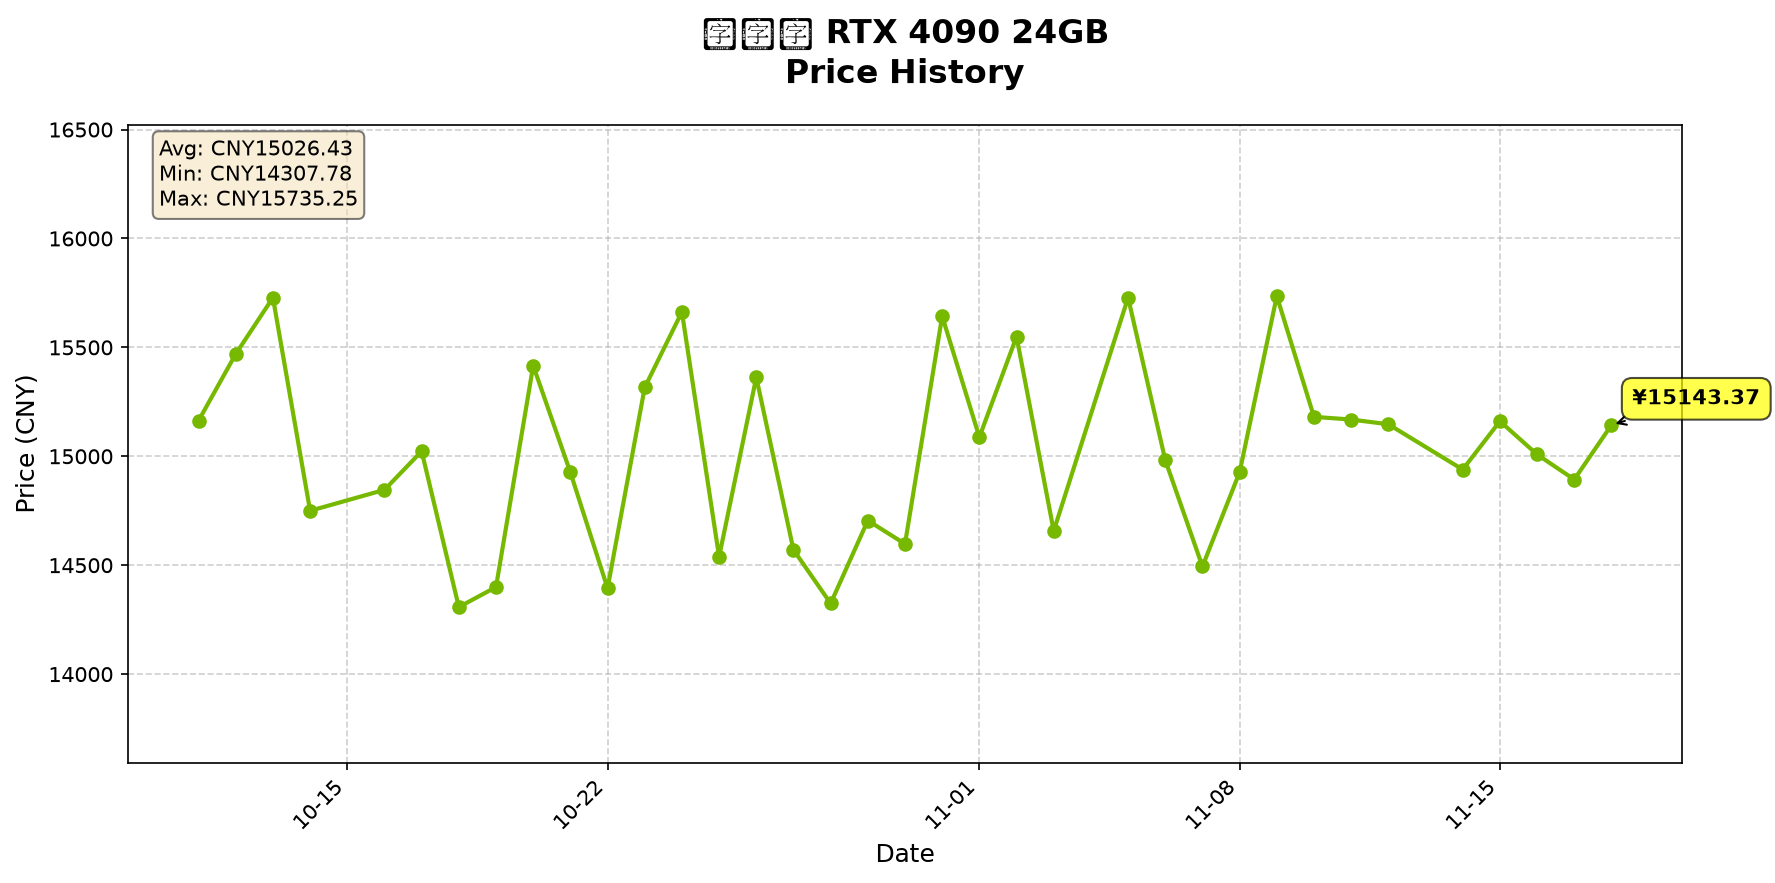 RTX 4090 24GB
Price History
Avg: CNY15026.43
Min: CNY14307.78
Max: CNY15735.25
16500
16000
15500
15000
14500
14000
Price (CNY)
¥15143.37
10-15
10-22
11-01
11-08
11-15
Date